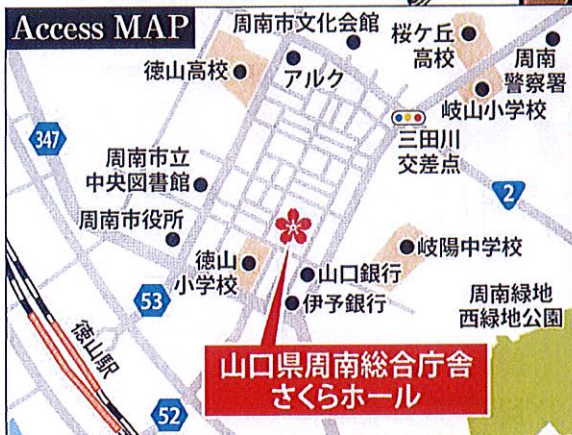 Access MAP
周南市文化会館
桜ケ丘
高校
周南
警察署
徳山高校
アルク
岐山小学校
347
三田川
交差点
周南市立
中央図書館
2
周南市役所
岐陽中学校
徳山
小学校
山口銀行
53
伊予銀行
周南緑地
西緑地公園
徳山駅
山口県周南総合庁舎
さくらホール
52